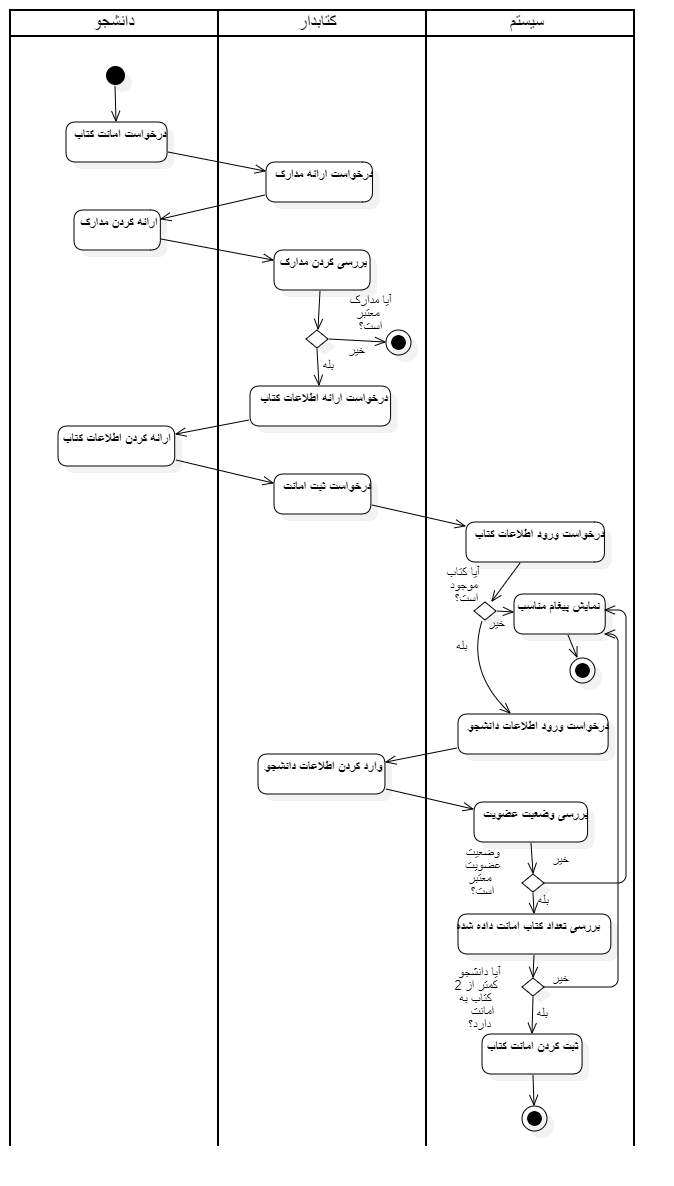 دانشجو
کتابدار
سیستم
درخواست امانت کتاب
درخواست ارائه مدارک
ارائه کردن مدارک
بررسی کردن مدارک
آیا مدارک
معتبر
است؟
خیر
بله
درخواست ارائه اطلاعات کتاب
ارائه کردن اطلاعات کتاب
درخواست ثبت امانت
درخواست ورود اطلاعات کتاب
آیا کتاب
موجود
است؟
نمایش پیغام مناسب
خیر
بله
درخواست ورود اطلاعات دانشجو
وارد کردن اطلاعات دانشجو
بررسی وضعیت عضویت
وضعیت
عضویت
معتبر
است؟
خیر
بله
بررسی تعداد کتاب امانت داده شده
آیا دانشجو
کمتر از 2
کتاب به
امانت
دارد؟
خیر
بله
ثبت کردن امانت کتاب